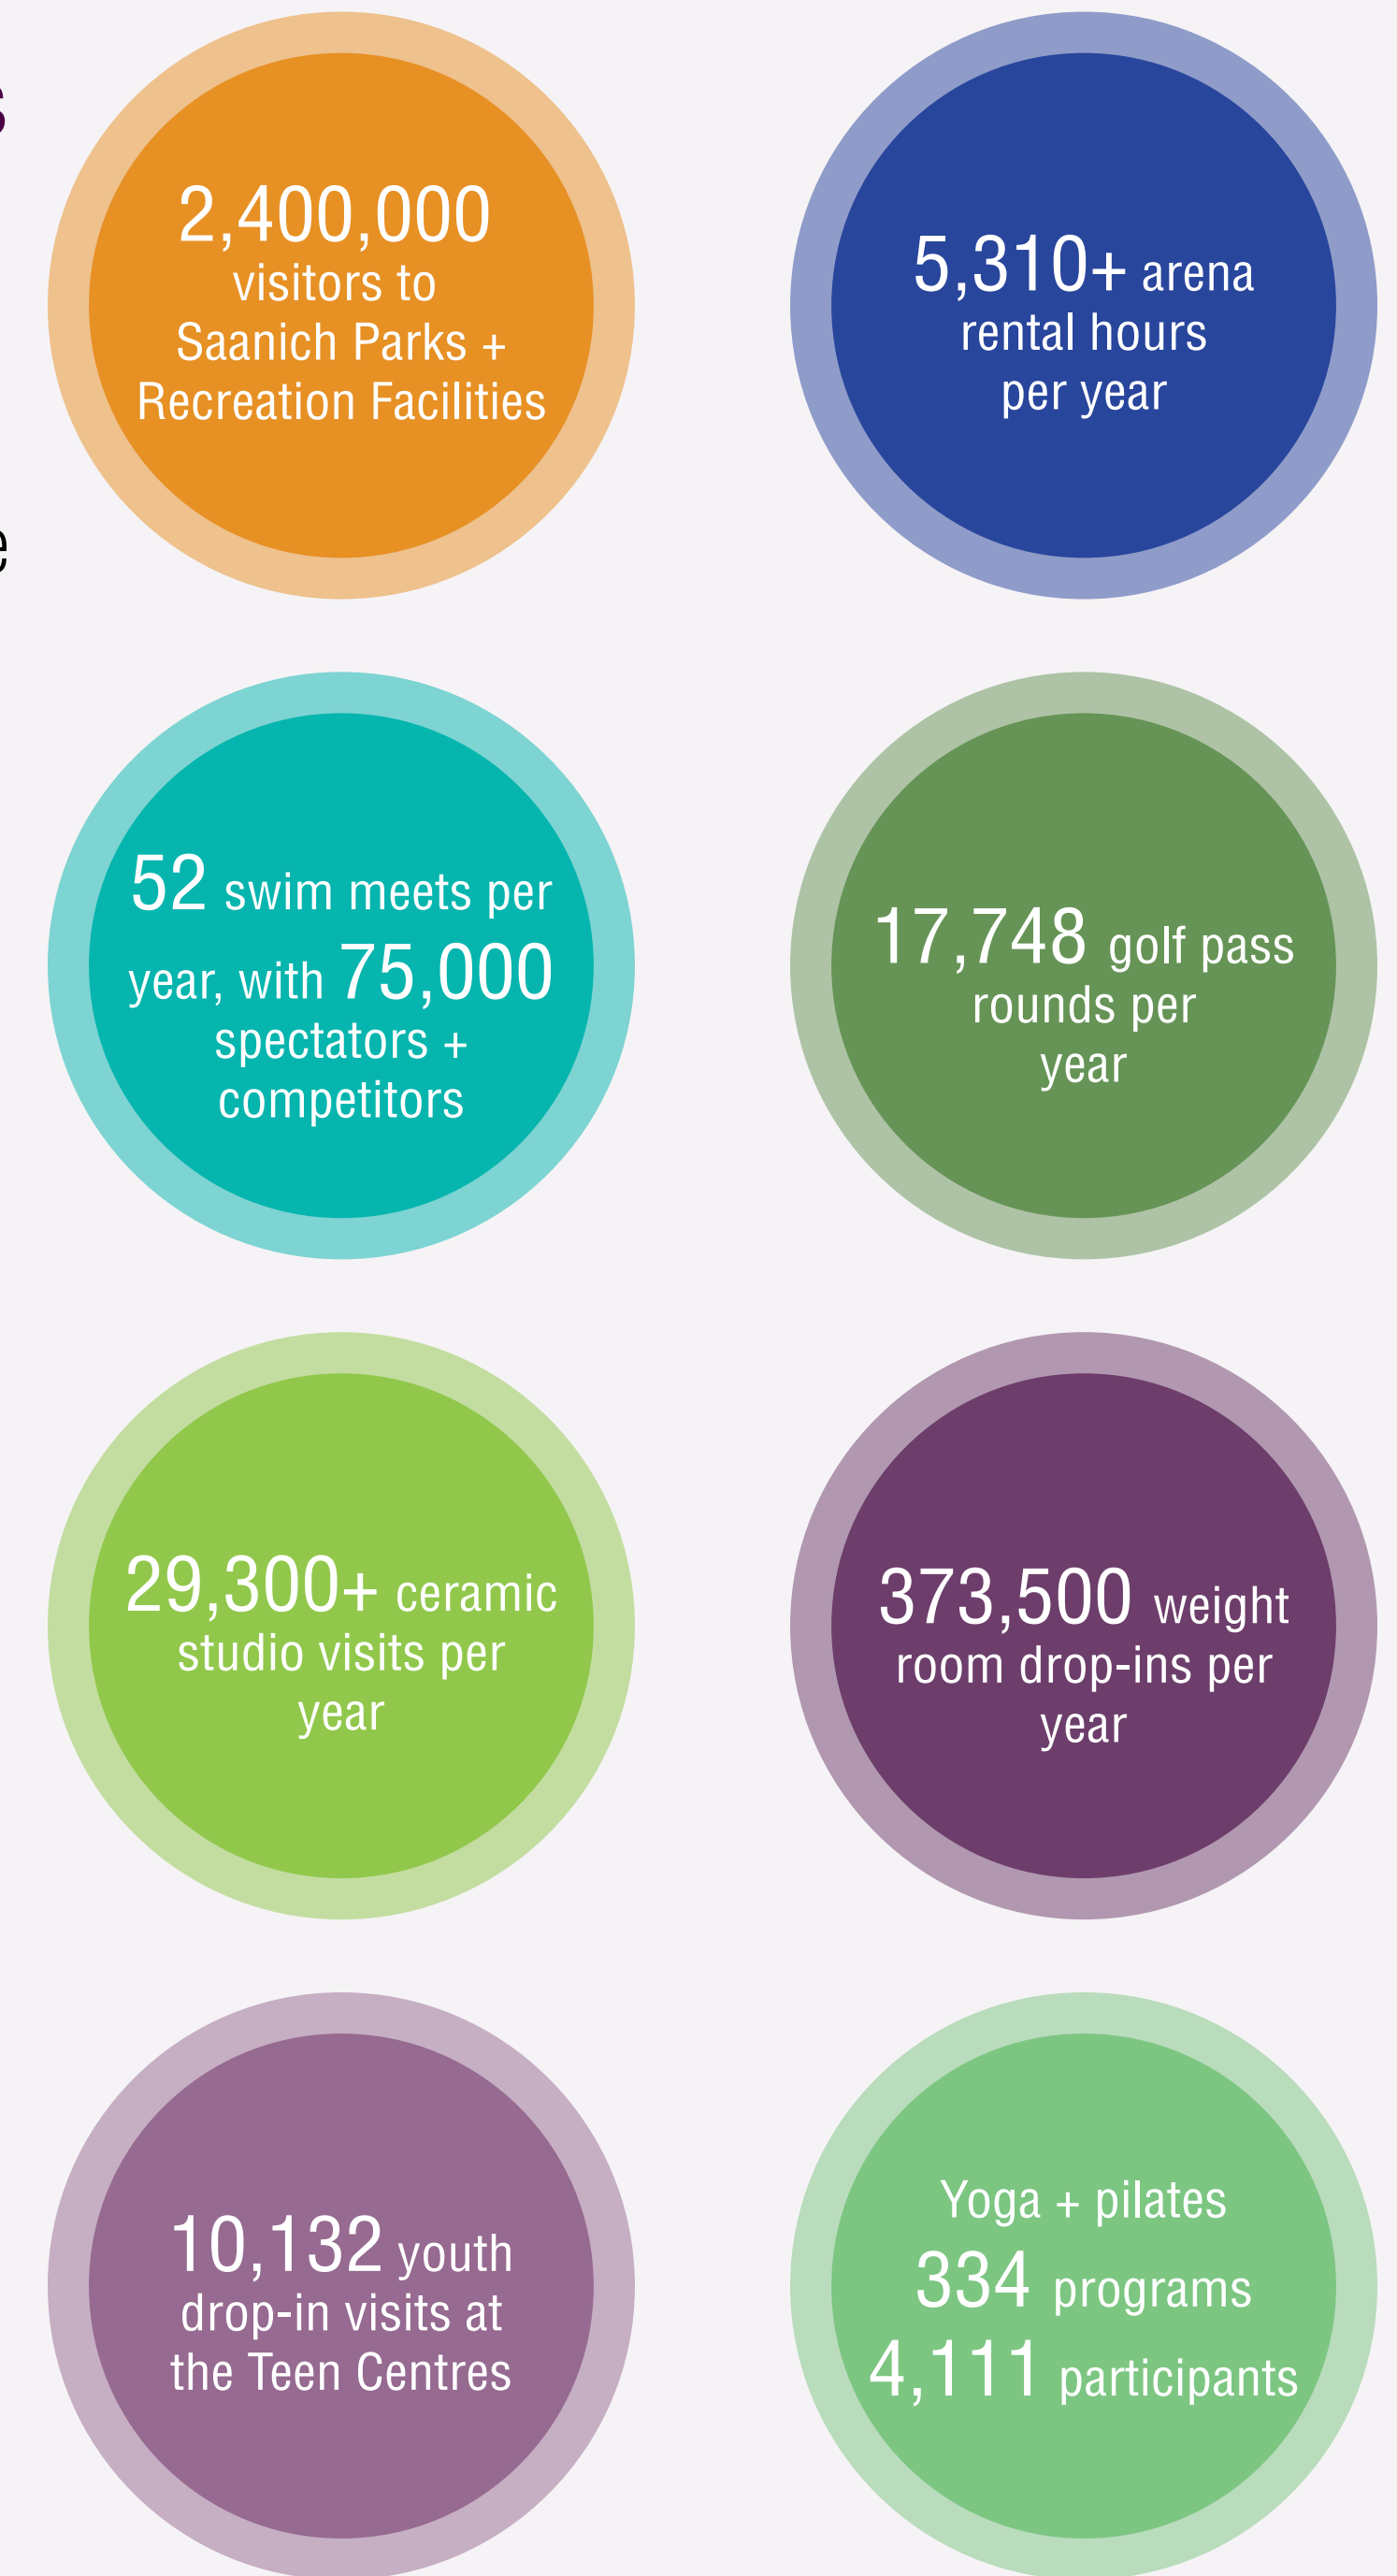 2,400,000
visitors to
Saanich Parks +
Recreation Facilities
5,310+ arena
rental hours
per year
52 swim meets per
year, with 75,000
spectators +
competitors
17,748 golf pass
rounds per
year
29,300+ ceramic
studio visits per
year
373,500 weight
room drop-ins per
year
10,132 youth
drop-in visits at
the Teen Centres
Yoga + pilates
334 programs
4,111 participants